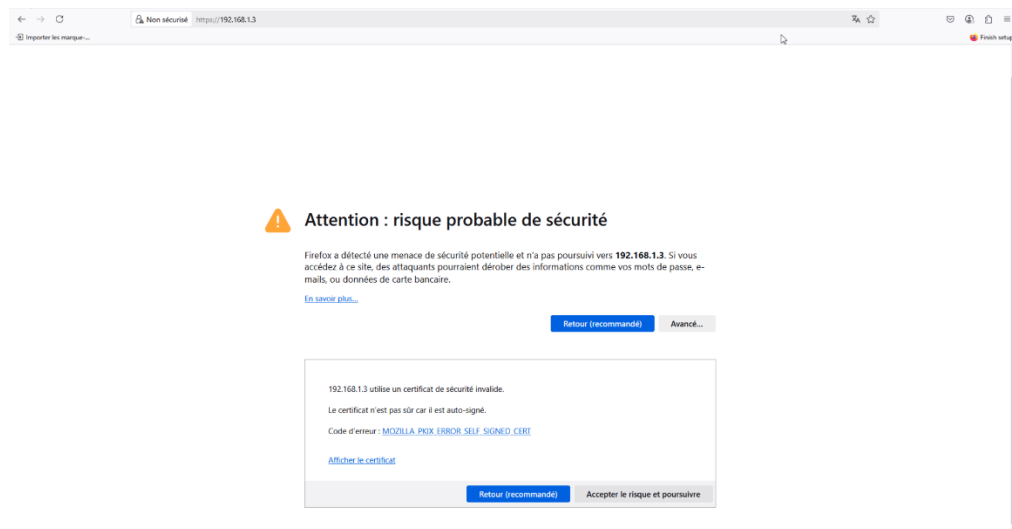 Non sécurisé https://192.168.1.3
Importer les marque-...
Finish setup
Attention : risque probable de sécurité
Firefox a détecté une menace de sécurité potentielle et n'a pas poursuivi vers 192.168.1.3. Si vous
accédez à ce site, des attaquants pourraient dérober des informations comme vos mots de passe, e-
mails, ou données de carte bancaire.
En savoir plus...
Retour (recommandé) Avancé...
192.168.1.3 utilise un certificat de sécurité invalide.
Le certificat n'est pas sûr car il est auto-signé.
Code d'erreur : MOZILLA_PKIX_ERROR_SELF_SIGNED_CERT
Afficher le certificat
Retour (recommandé) Accepter le risque et poursuivre